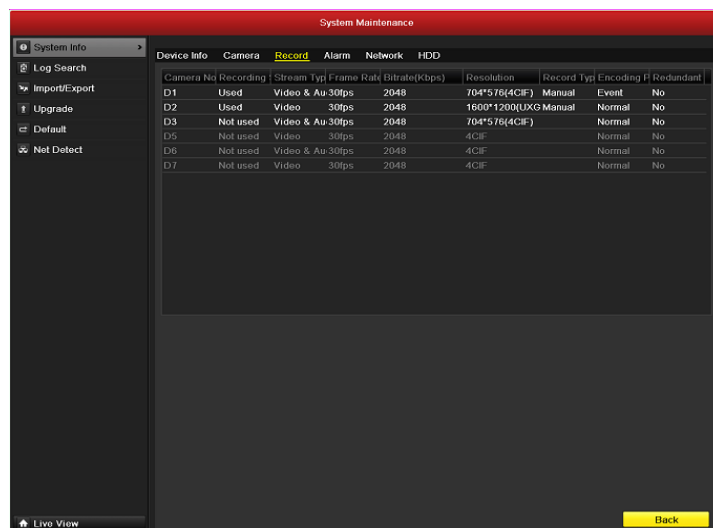 System Maintenance
System Info >
Log Search
Import/Export
Upgrade
Default
Net Detect
Live View
Device Info Camera Record Alarm Network HDD
Camera No Recording Stream Typ Frame Rate Bitrate(Kbps) Resolution Record Typ Encoding P Redundant
D1 Used Video & Au 30fps 2048 704*576(4CIF) Manual Event No
D2 Used Video 30fps 2048 1600*1200(UXG Manual Normal No
D3 Not used Video & Au 30fps 2048 704*576(4CIF) Normal No
D5 Not used Video 30fps 2048 4CIF Normal No
D6 Not used Video & Au 30fps 2048 4CIF Normal No
D7 Not used Video 30fps 2048 4CIF Normal No
Back